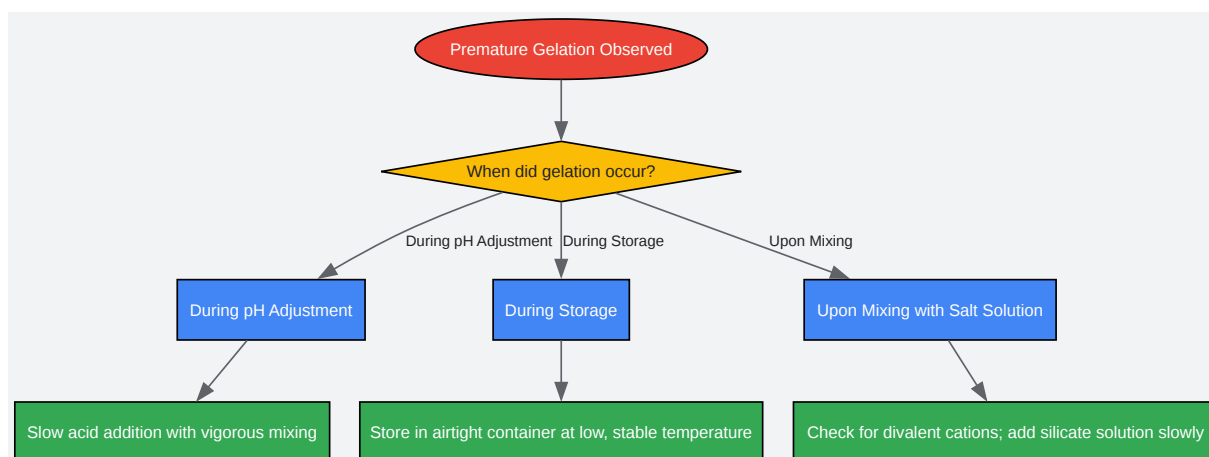 Premature Gelation Observed
When did gelation occur?
During pH Adjustment
During Storage
Upon Mixing
During pH Adjustment
During Storage
Upon Mixing with Salt Solution
Slow acid addition with vigorous mixing
Store in airtight container at low, stable temperature
Check for divalent cations; add silicate solution slowly